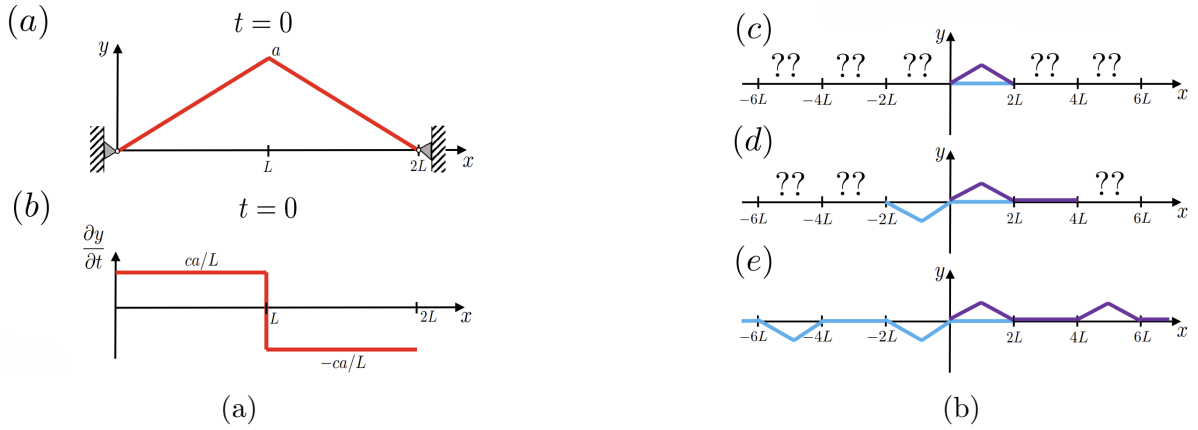 (a)
t = 0
y
a
L
2L
x
(b)
t = 0
∂y/∂t
ca/L
L
2L
x
−ca/L
(a)
(c)
y
?? ?? ?? ?? ??
−6L −4L −2L 2L 4L 6L x
(d)
y
?? ?? ??
−6L −4L −2L 2L 4L 6L x
(e)
y
−6L −4L −2L 2L 4L 6L x
(b)